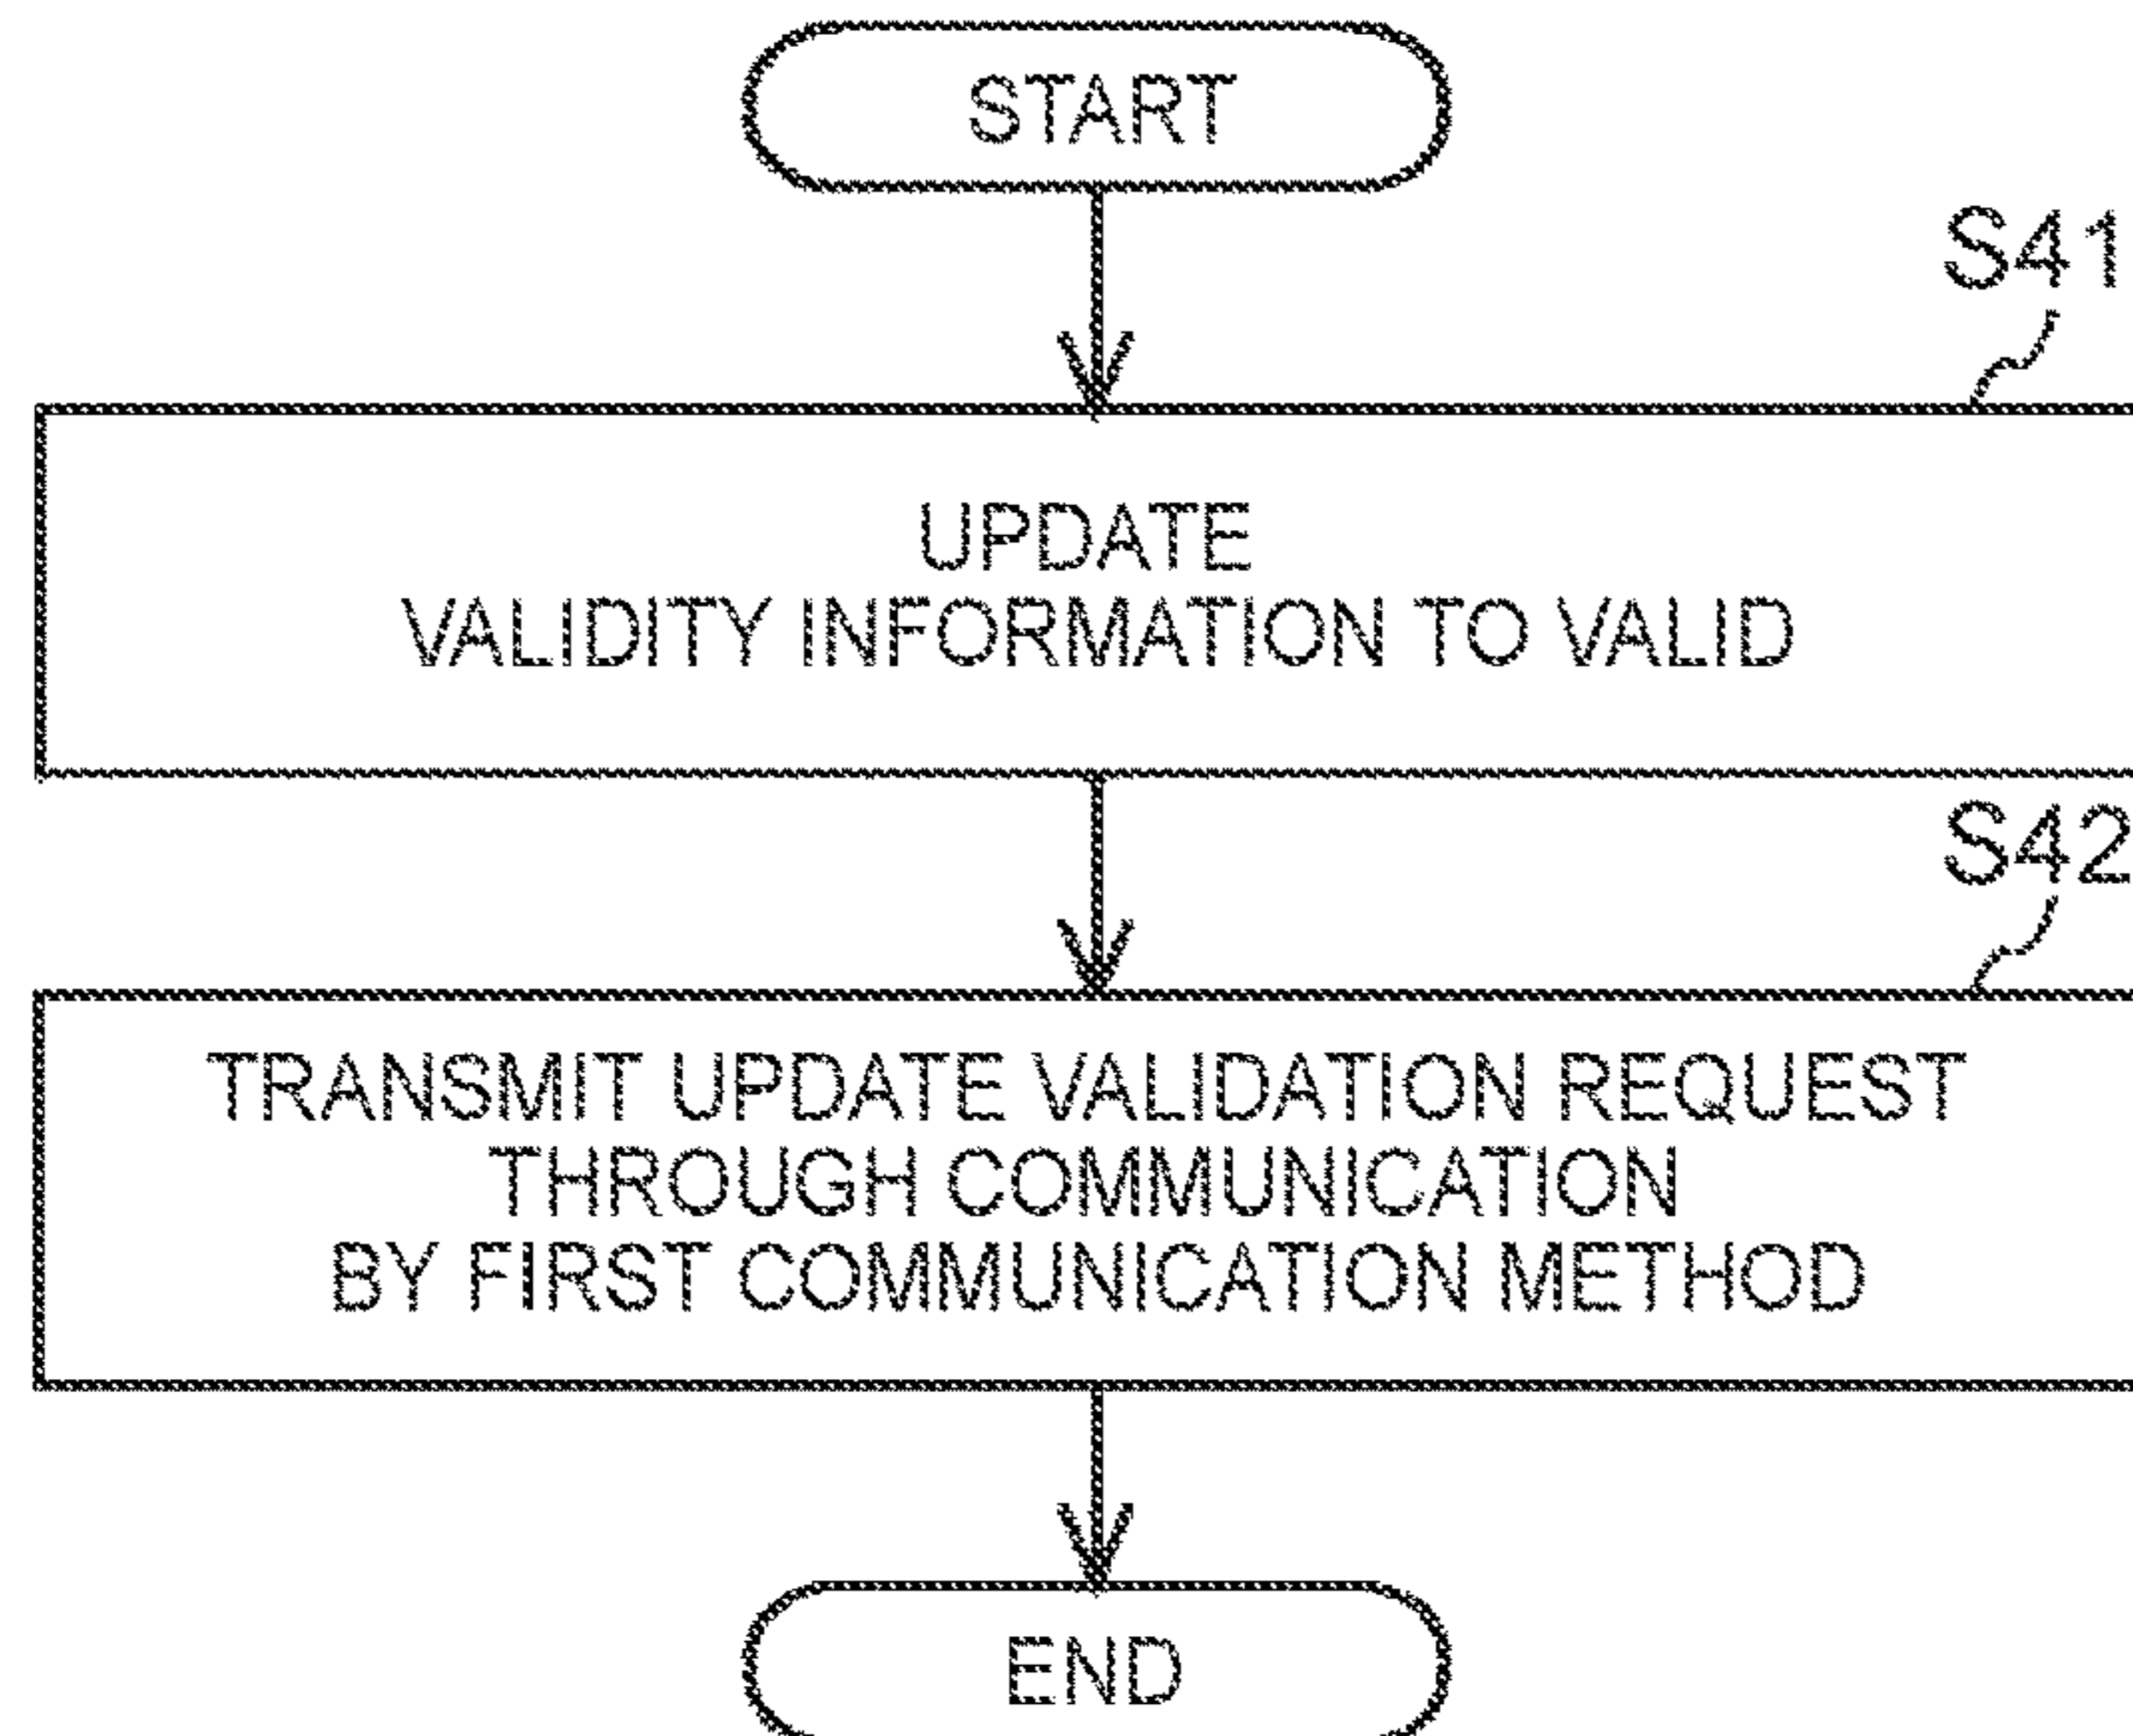 START
S41
UPDATE
VALIDITY INFORMATION TO VALID
S42
TRANSMIT UPDATE VALIDATION REQUEST
THROUGH COMMUNICATION
BY FIRST COMMUNICATION METHOD
END